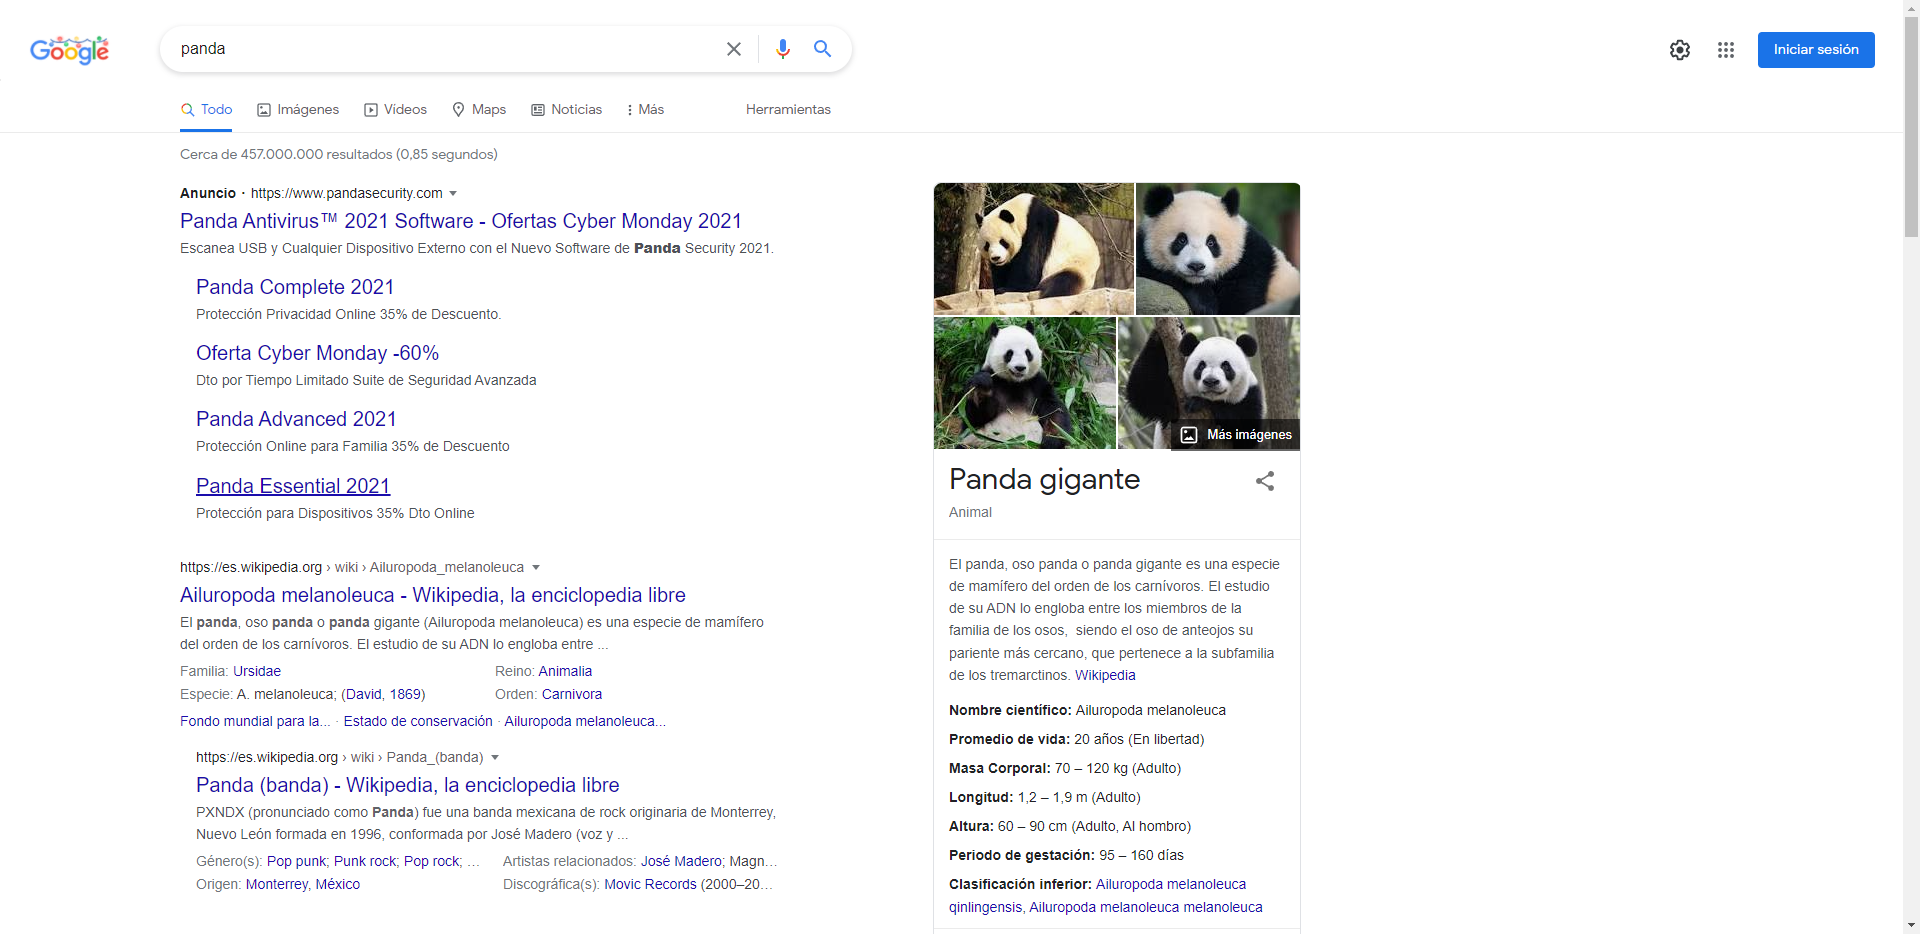 Google
panda
Iniciar sesión
Todo
Imágenes
Vídeos
Maps
Noticias
Más
Herramientas
Cerca de 457.000.000 resultados (0,85 segundos)
Anuncio · https://www.pandasecurity.com
Panda Antivirus™ 2021 Software - Ofertas Cyber Monday 2021
Escanea USB y Cualquier Dispositivo Externo con el Nuevo Software de Panda Security 2021.
Panda Complete 2021
Protección Privacidad Online 35% de Descuento.
Oferta Cyber Monday -60%
Dto por Tiempo Limitado Suite de Seguridad Avanzada
Panda Advanced 2021
Protección Online para Familia 35% de Descuento
Panda Essential 2021
Protección para Dispositivos 35% Dto Online
https://es.wikipedia.org › wiki › Ailuropoda_melanoleuca
Ailuropoda melanoleuca - Wikipedia, la enciclopedia libre
El panda, oso panda o panda gigante (Ailuropoda melanoleuca) es una especie de mamífero
del orden de los carnívoros. El estudio de su ADN lo engloba entre ...
Familia: Ursidae
Reino: Animalia
Especie: A. melanoleuca; (David, 1869)
Orden: Carnivora
Fondo mundial para la... · Estado de conservación · Ailuropoda melanoleuca...
https://es.wikipedia.org › wiki › Panda_(banda)
Panda (banda) - Wikipedia, la enciclopedia libre
PXNDX (pronunciado como Panda) fue una banda mexicana de rock originaria de Monterrey,
Nuevo León formada en 1996, conformada por José Madero (voz y ...
Género(s): Pop punk; Punk rock; Pop rock; ...
Artistas relacionados: José Madero; Magn...
Origen: Monterrey, México
Discográfica(s): Movic Records (2000–20...
Más imágenes
Panda gigante
Animal
El panda, oso panda o panda gigante es una especie
de mamífero del orden de los carnívoros. El estudio
de su ADN lo engloba entre los miembros de la
familia de los osos, siendo el oso de anteojos su
pariente más cercano, que pertenece a la subfamilia
de los tremarctinos. Wikipedia
Nombre científico: Ailuropoda melanoleuca
Promedio de vida: 20 años (En libertad)
Masa Corporal: 70 – 120 kg (Adulto)
Longitud: 1,2 – 1,9 m (Adulto)
Altura: 60 – 90 cm (Adulto, Al hombro)
Periodo de gestación: 95 – 160 días
Clasificación inferior: Ailuropoda melanoleuca
qinlingensis, Ailuropoda melanoleuca melanoleuca